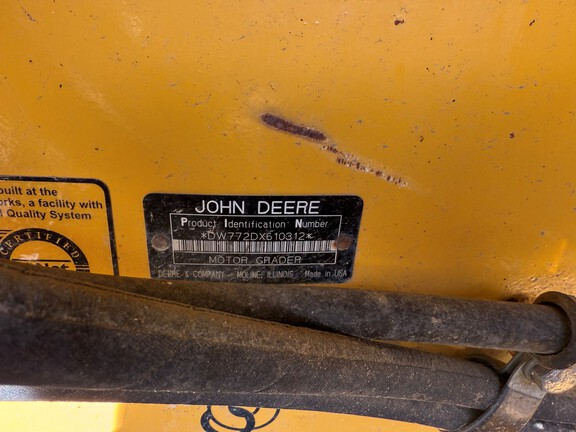 uilt at the
orks, a facility with
Quality System
CERTIFIED
JOHN DEERE
Product Identification Number
*DW772DX610312*
MOTOR GRADER
DEERE & COMPANY MOLINE, ILLINOIS Made in USA